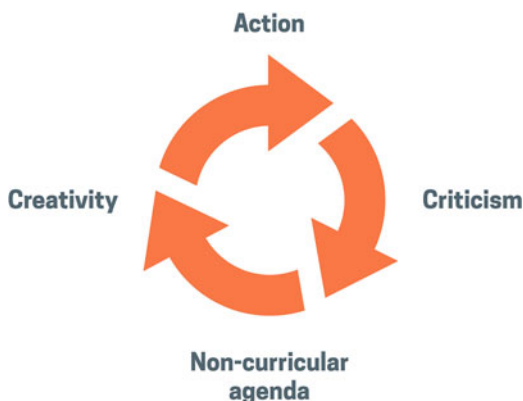 Action
Creativity
Criticism
Non-curricular
agenda